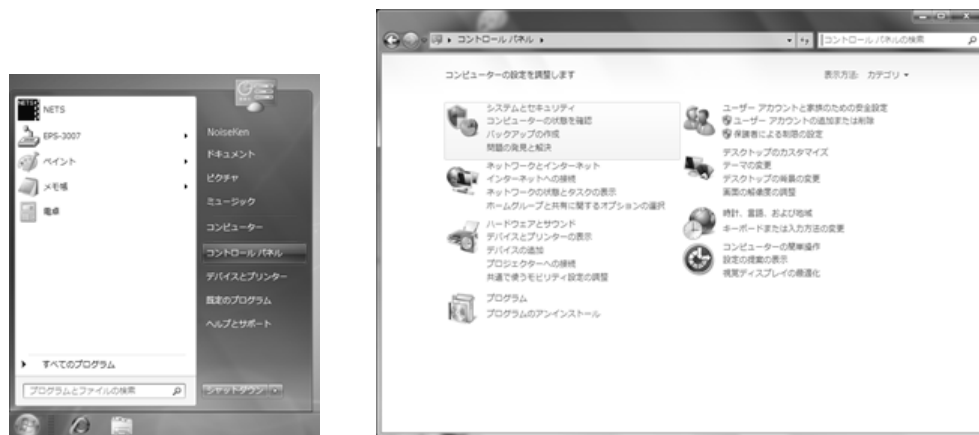 NETS
EPS-3007
ペイント
メモ帳
電卓
すべてのプログラム
プログラムとファイルの検索
NoiseKen
ドキュメント
ピクチャ
ミュージック
コンピューター
コントロール パネル
デバイスとプリンター
既定のプログラム
ヘルプとサポート
シャットダウン
コントロール パネル
コントロール パネルの検索
コンピューターの設定を調整します
表示方法: カテゴリ
システムとセキュリティ
コンピューターの状態を確認
バックアップの作成
問題の発見と解決
ネットワークとインターネット
インターネットへの接続
ネットワークの状態とタスクの表示
ホームグループと共有に関するオプションの選択
ハードウェアとサウンド
デバイスとプリンターの表示
デバイスの追加
プロジェクターへの接続
共通で使うモビリティ設定の調整
プログラム
プログラムのアンインストール
ユーザー アカウントと家族のための安全設定
ユーザー アカウントの追加または削除
保護者による制限の設定
デスクトップのカスタマイズ
テーマの変更
デスクトップの背景の変更
画面の解像度の調整
時計、言語、および地域
キーボードまたは入力方法の変更
コンピューターの簡単操作
設定の提案の表示
視覚ディスプレイの最適化